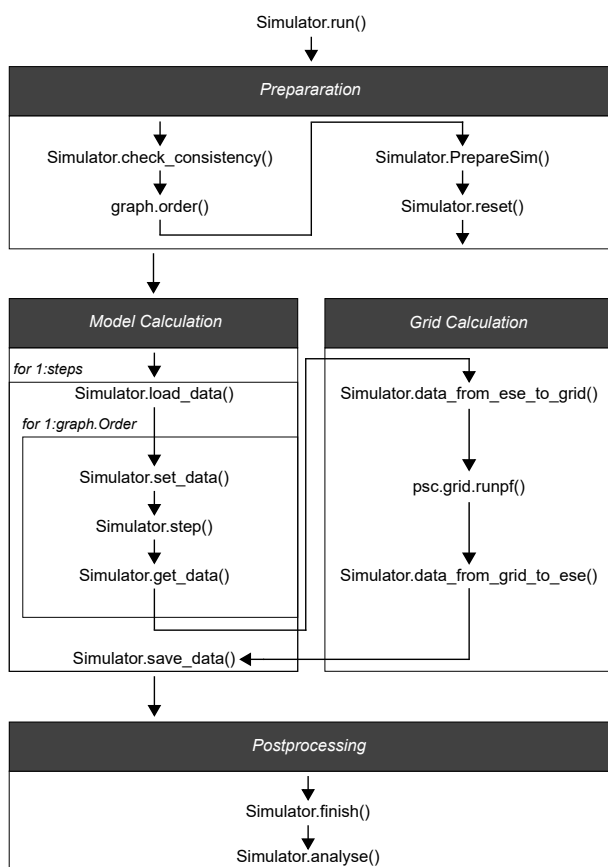 Simulator.run()
Prepararation
Simulator.check_consistency()
graph.order()
Simulator.PrepareSim()
Simulator.reset()
Model Calculation
for 1:steps
Simulator.load_data()
for 1:graph.Order
Simulator.set_data()
Simulator.step()
Simulator.get_data()
Grid Calculation
Simulator.data_from_ese_to_grid()
psc.grid.runpf()
Simulator.data_from_grid_to_ese()
Simulator.save_data()
Postprocessing
Simulator.finish()
Simulator.analyse()